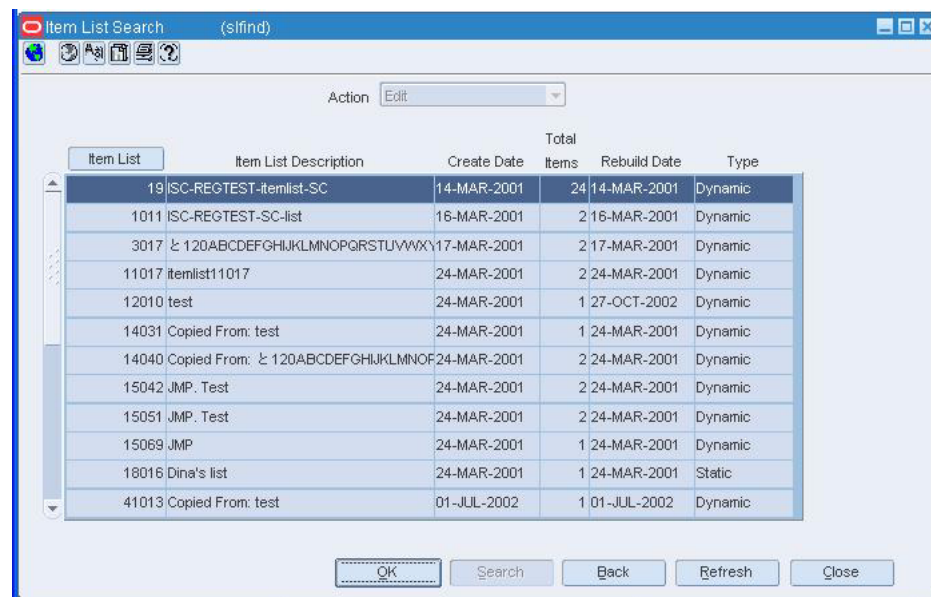 Item List Search (slfind)
Action Edit
Total
Item List Item List Description Create Date Items Rebuild Date Type
19 ISC-REGTEST-itemlist-SC 14-MAR-2001 24 14-MAR-2001 Dynamic
1011 ISC-REGTEST-SC-list 16-MAR-2001 2 16-MAR-2001 Dynamic
3017 と120ABCDEFGHIJKLMNOPQRSTUVWXY 17-MAR-2001 2 17-MAR-2001 Dynamic
11017 itemlist11017 24-MAR-2001 2 24-MAR-2001 Dynamic
12010 test 24-MAR-2001 1 27-OCT-2002 Dynamic
14031 Copied From: test 24-MAR-2001 1 24-MAR-2001 Dynamic
14040 Copied From: と120ABCDEFGHIJKLMNOP 24-MAR-2001 2 24-MAR-2001 Dynamic
15042 JMP. Test 24-MAR-2001 2 24-MAR-2001 Dynamic
15051 JMP. Test 24-MAR-2001 2 24-MAR-2001 Dynamic
15069 JMP 24-MAR-2001 1 24-MAR-2001 Dynamic
18016 Dina's list 24-MAR-2001 1 24-MAR-2001 Static
41013 Copied From: test 01-JUL-2002 1 01-JUL-2002 Dynamic
OK Search Back Refresh Close